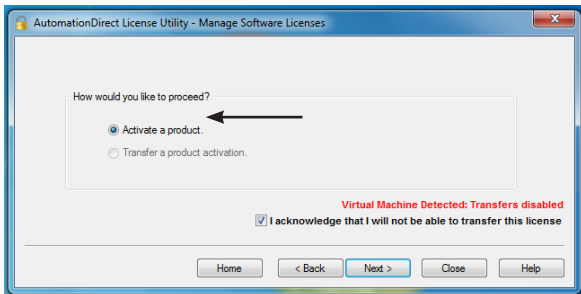 AutomationDirect License Utility - Manage Software Licenses
How would you like to proceed?
Activate a product.
Transfer a product activation.
Virtual Machine Detected: Transfers disabled
I acknowledge that I will not be able to transfer this license
Home < Back Next > Close Help